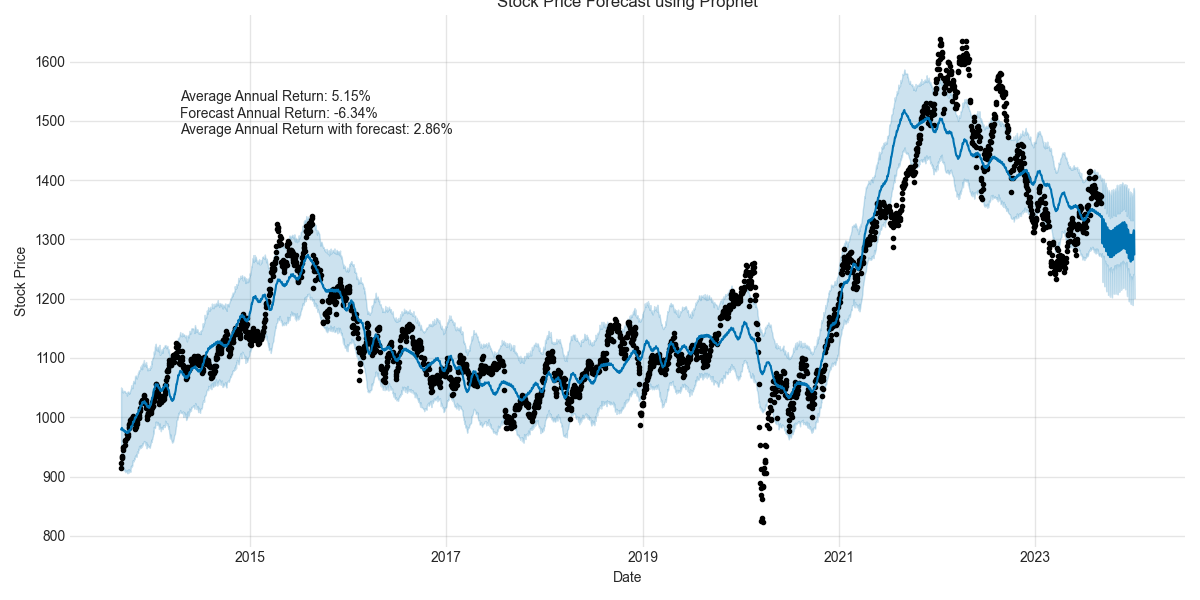 Stock Price Forecast using Prophet
Average Annual Return: 5.15%
Forecast Annual Return: -6.34%
Average Annual Return with forecast: 2.86%
Stock Price
1600
1500
1400
1300
1200
1100
1000
900
800
2015
2017
2019
2021
2023
Date